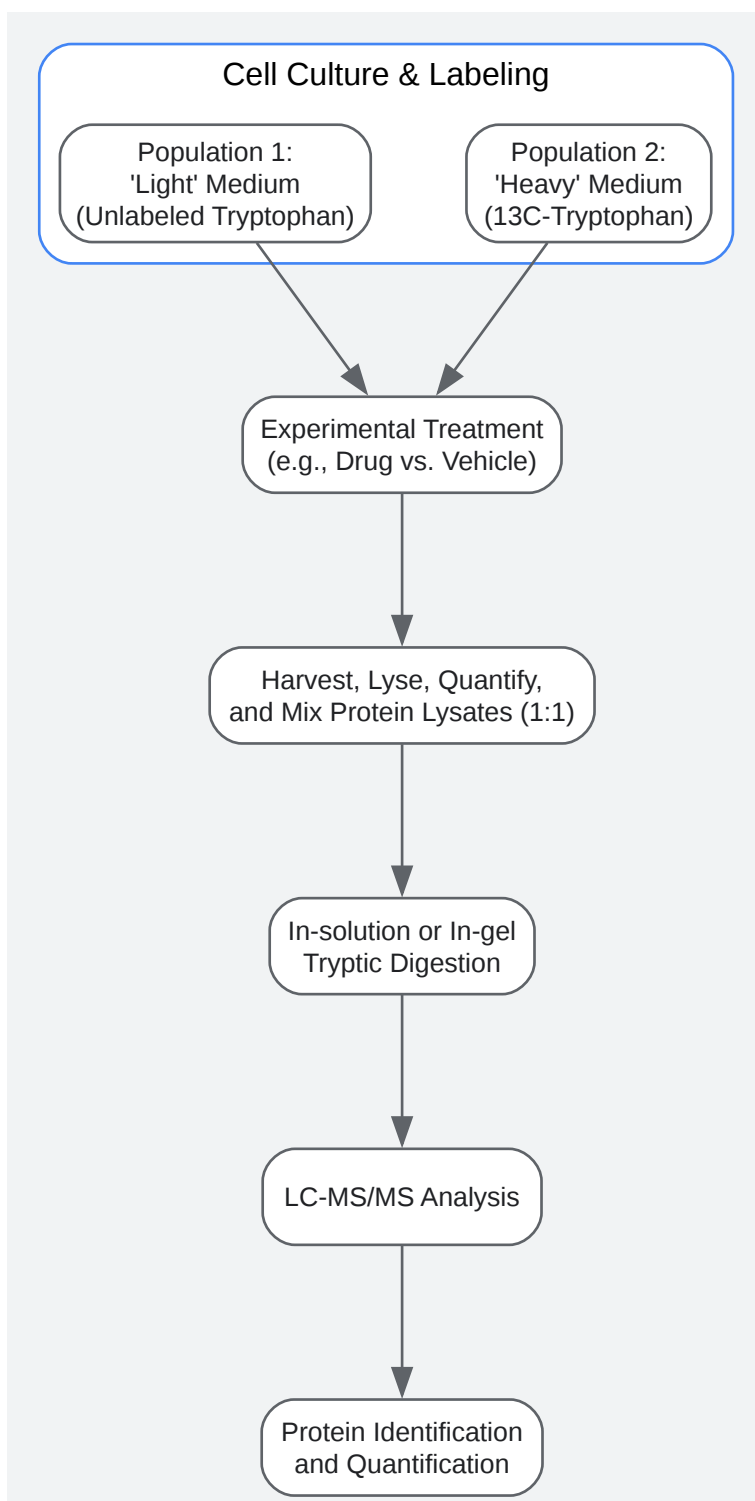 Cell Culture & Labeling
Population 1:
'Light' Medium
(Unlabeled Tryptophan)
Population 2:
'Heavy' Medium
(13C-Tryptophan)
Experimental Treatment
(e.g., Drug vs. Vehicle)
Harvest, Lyse, Quantify,
and Mix Protein Lysates (1:1)
In-solution or In-gel
Tryptic Digestion
LC-MS/MS Analysis
Protein Identification
and Quantification